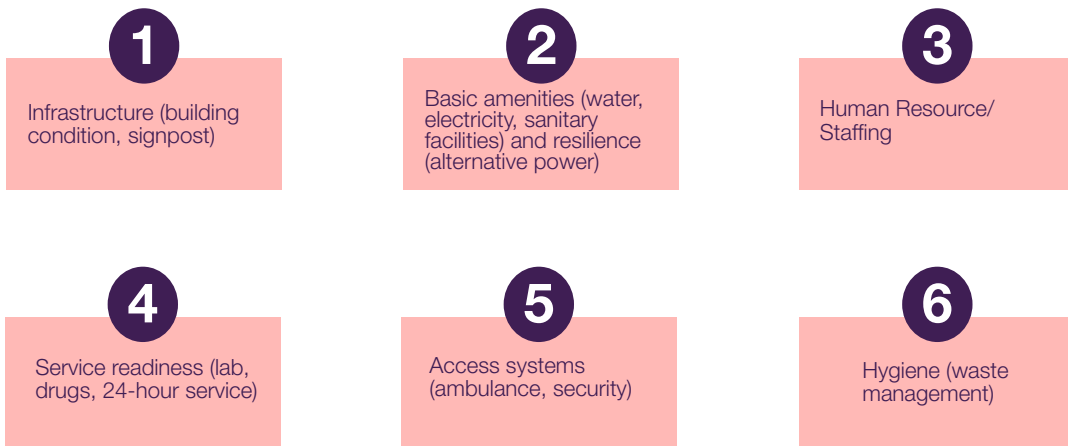 1
Infrastructure (building
condition, signpost)
2
Basic amenities (water,
electricity, sanitary
facilities) and resilience
(alternative power)
3
Human Resource/
Staffing
4
Service readiness (lab,
drugs, 24-hour service)
5
Access systems
(ambulance, security)
6
Hygiene (waste
management)